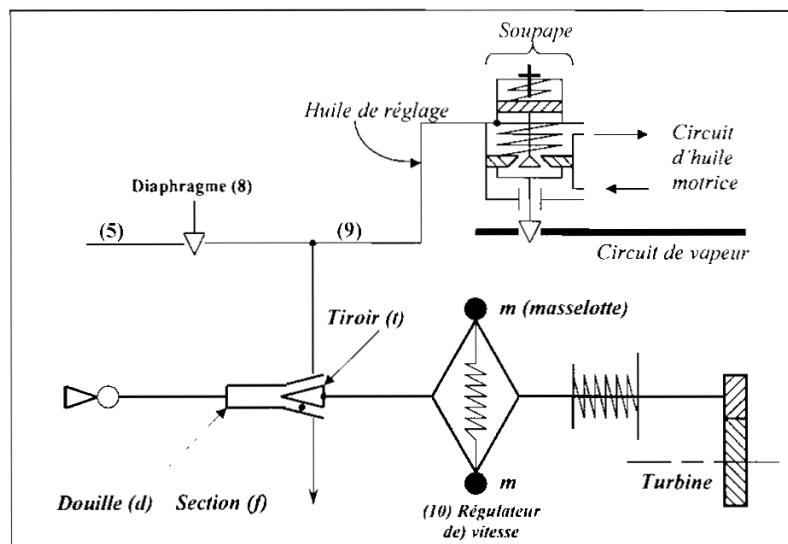 Soupape
Huile de réglage
Circuit
d'huile
motrice
Diaphragme (8)
(5)
(9)
Circuit de vapeur
Tiroir (t)
m (masselotte)
Douille (d)
Section (f)
m
(10) Régulateur
de) vitesse
Turbine